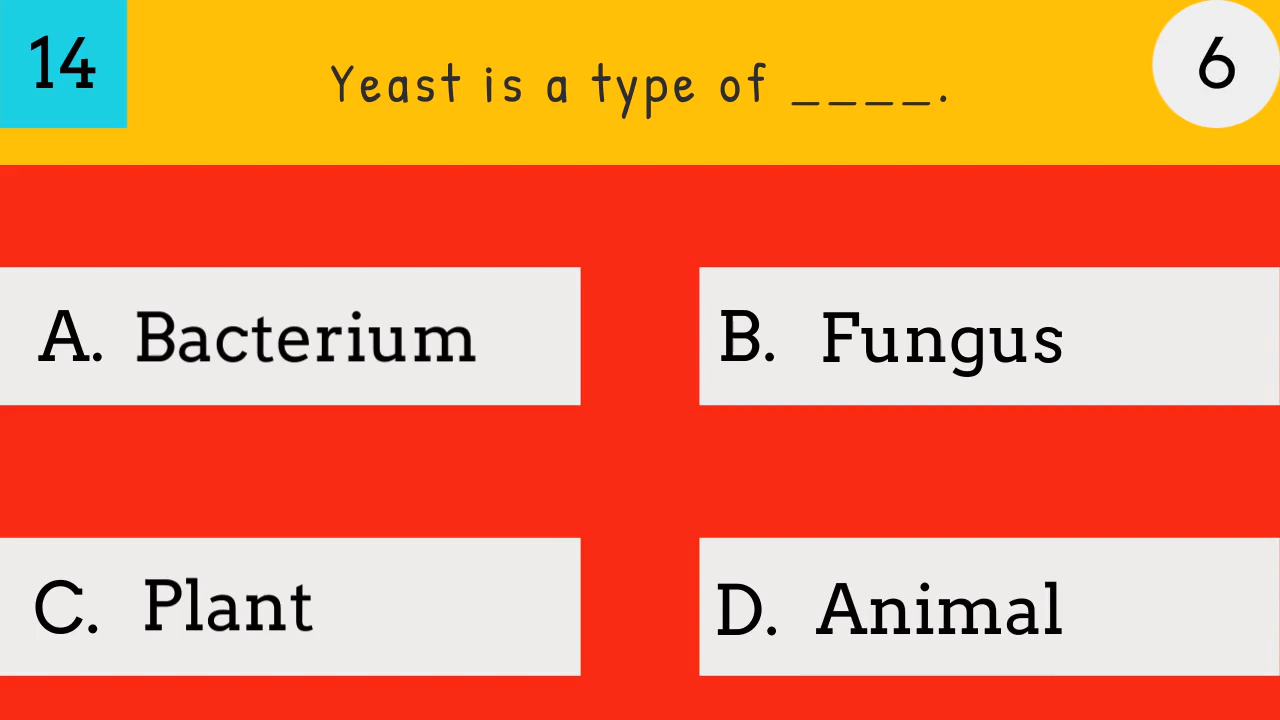 14
Yeast is a type of ____.
6
A. Bacterium
B. Fungus
C. Plant
D. Animal